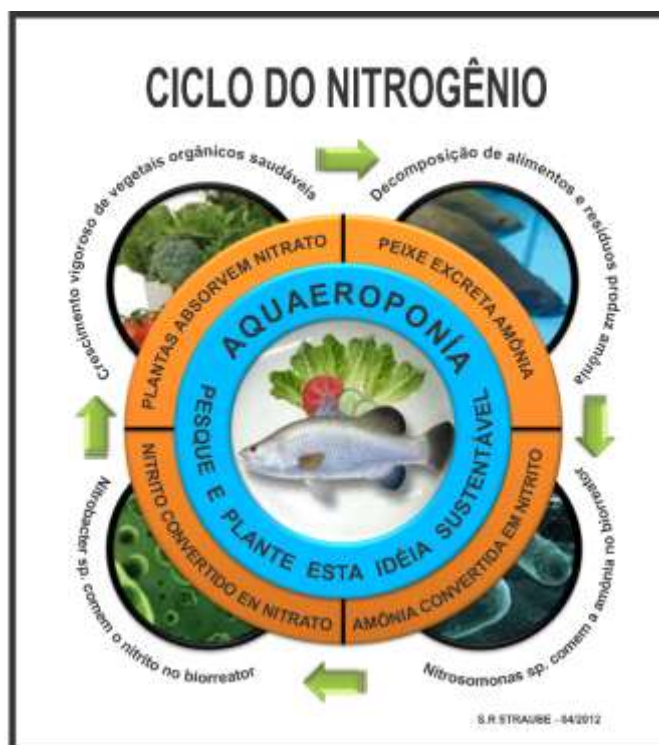 CICLO DO NITROGÊNIO
Crescimento vigoroso de vegetais orgânicos saudáveis
Decomposição de alimentos e resíduos produz amônia
PLANTAS ABSORVEM NITRATO
PEIXE EXCRETA AMÔNIA
AQUAEROPONÍA
PESQUE E PLANTE ESTA IDÉIA SUSTENTÁVEL
NITRITO CONVERTIDO EN NITRATO
AMÔNIA CONVERTIDA EM NITRITO
Nitrobacter sp. comem o nitrito no biorreator
Nitrosomonas sp. comem a amônia no biorreator
S.R STRAUBE - 04/2012